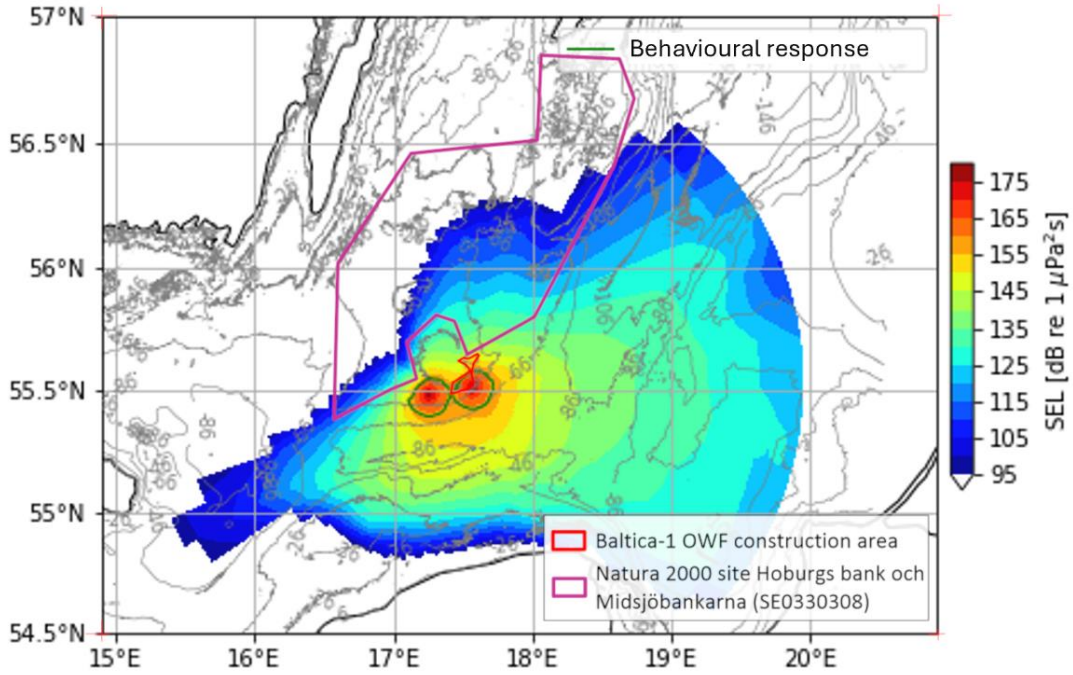 57°N
56.5°N
56°N
55.5°N
55°N
54.5°N
15°E
16°E
17°E
18°E
19°E
20°E
Behavioural response
Baltica-1 OWF construction area
Natura 2000 site Hoburgs bank och
Midsjöbankarna (SE0330308)
175
165
155
145
135
125
115
105
95
SEL [dB re 1 µPa²s]